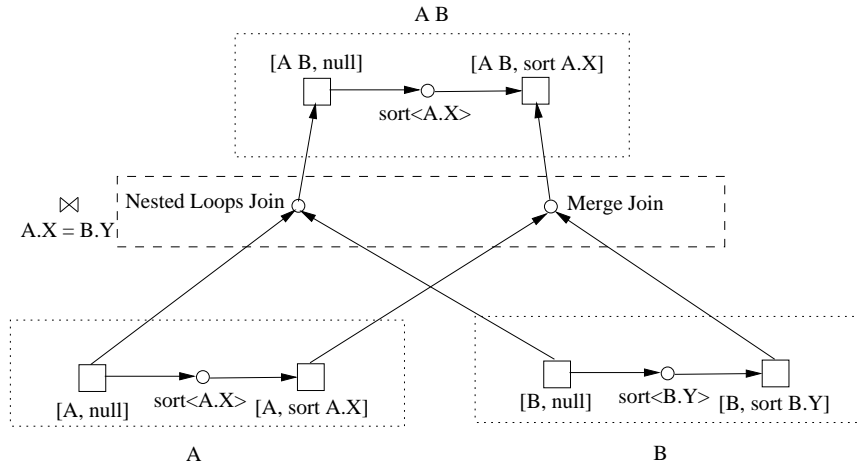 A B
[A B, null]
[A B, sort A.X]
sort<A.X>
Nested Loops Join
Merge Join
⋈
A.X = B.Y
sort<A.X>
sort<B.Y>
[A, null]
[A, sort A.X]
[B, null]
[B, sort B.Y]
A
B